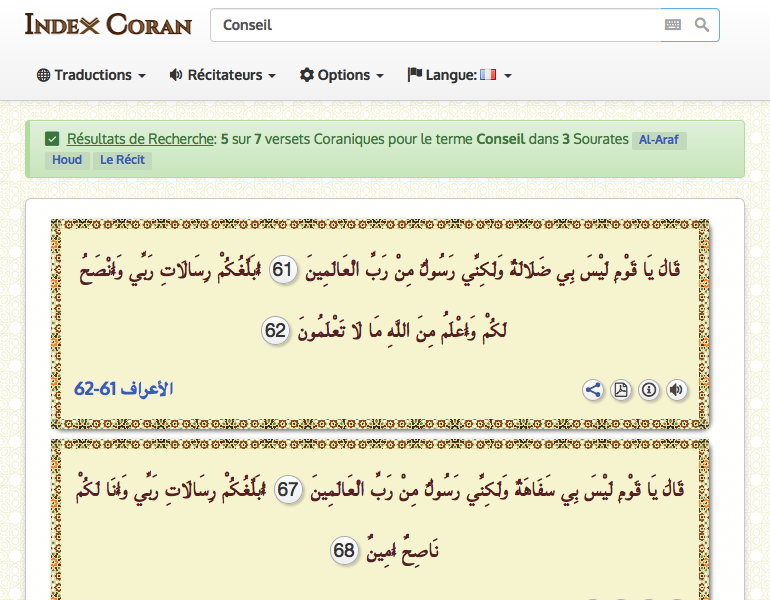 Index Coran
Conseil
Traductions
Récitateurs
Options
Langue:
Résultats de Recherche: 5 sur 7 versets Coraniques pour le terme Conseil dans 3 Sourates Al-Araf
Houd Le Récit
قَالَ يَا قَوْمِ لَيْسَ بِي ضَلَالَةٌ وَلَكِنِّي رَسُولٌ مِنْ رَبِّ الْعَالَمِينَ 61 أُبَلِّغُكُمْ رِسَالَاتِ رَبِّي وَأَنْصَحُ
لَكُمْ وَأَعْلَمُ مِنَ اللَّهِ مَا لَا تَعْلَمُونَ 62
الأعراف 61-62
قَالَ يَا قَوْمِ لَيْسَ بِي سَفَاهَةٌ وَلَكِنِّي رَسُولٌ مِنْ رَبِّ الْعَالَمِينَ 67 أُبَلِّغُكُمْ رِسَالَاتِ رَبِّي وَأَنَا لَكُمْ
نَاصِحٌ أَمِينٌ 68